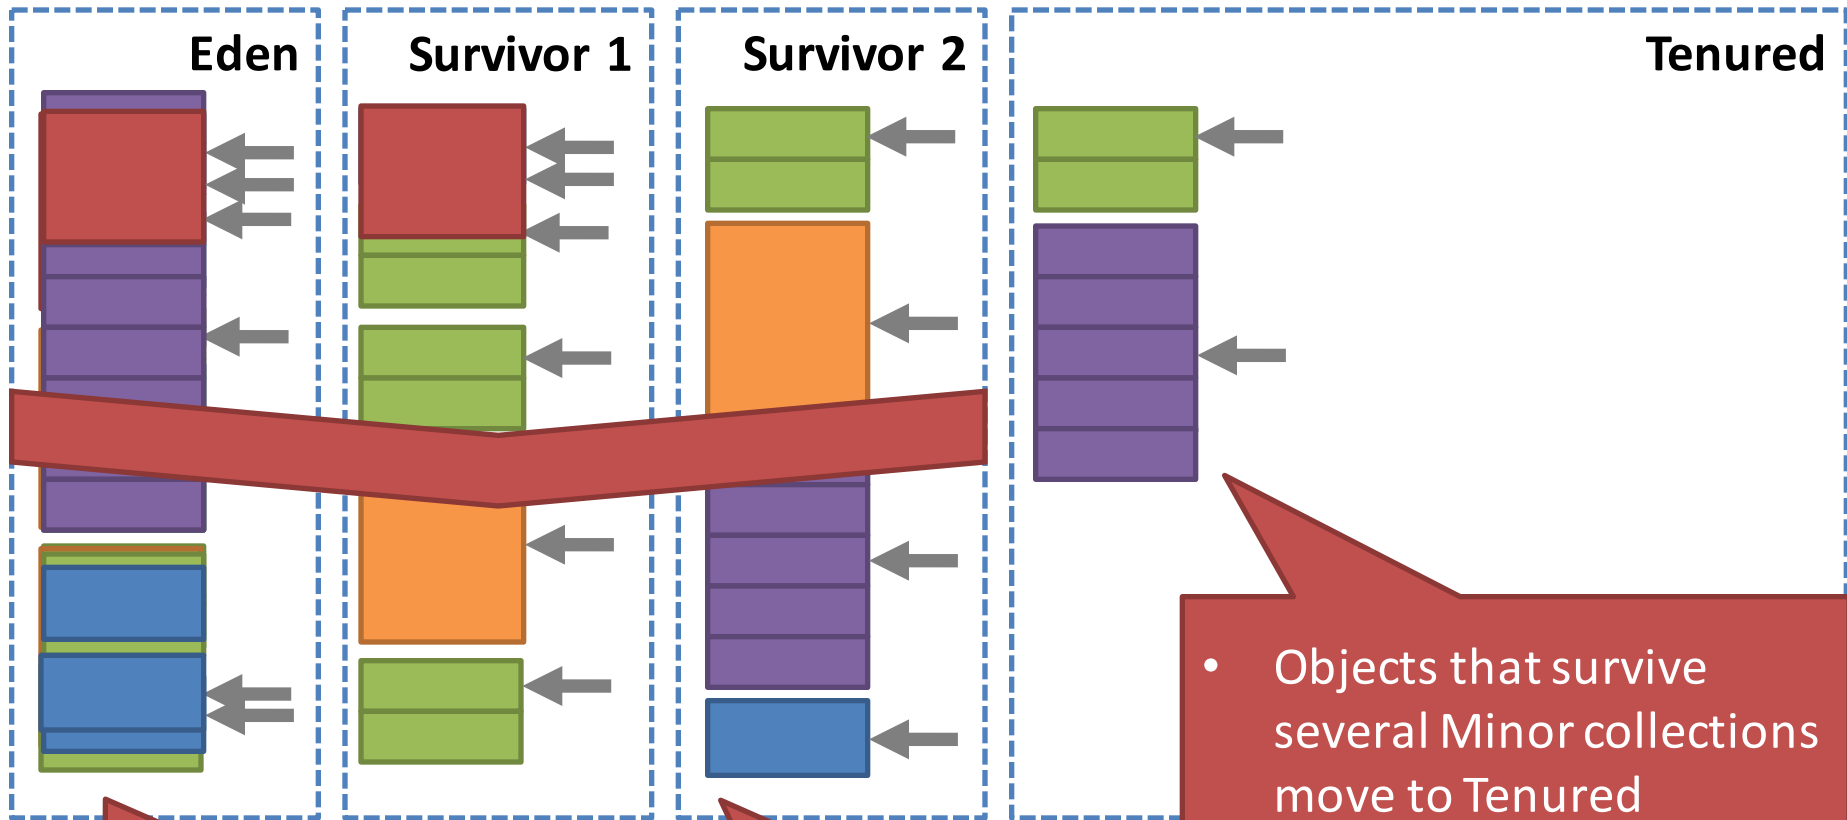 Eden
Survivor 1
Survivor 2
Tenured
• Objects that survive
several Minor collections
move to Tenured